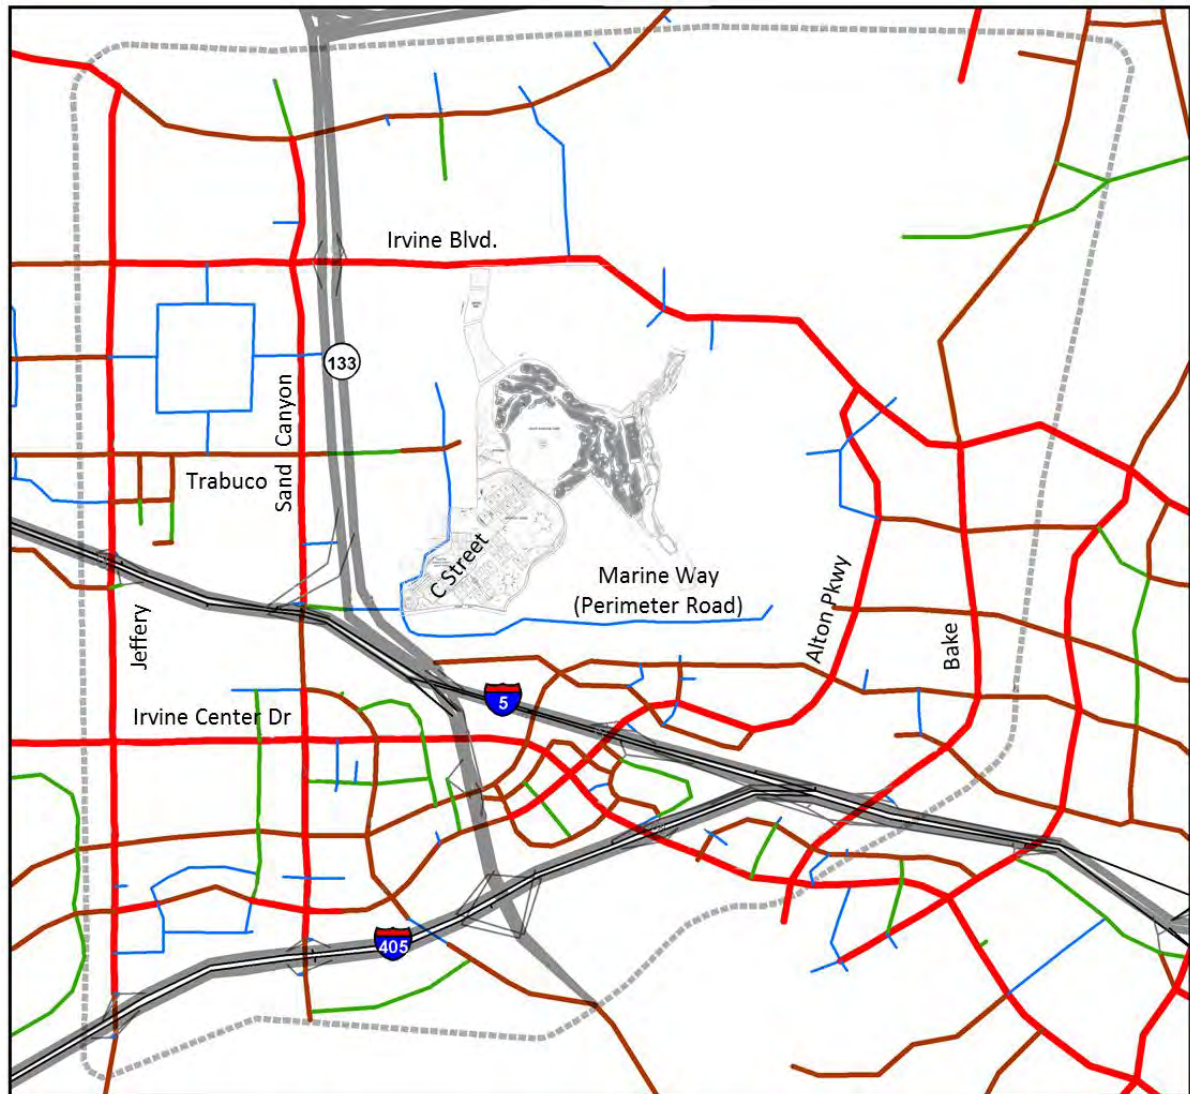 Irvine Blvd.
133
Sand Canyon
Trabuco
C Street
Marine Way
(Perimeter Road)
Jeffery
Alton Pkwy
Bake
5
Irvine Center Dr
405